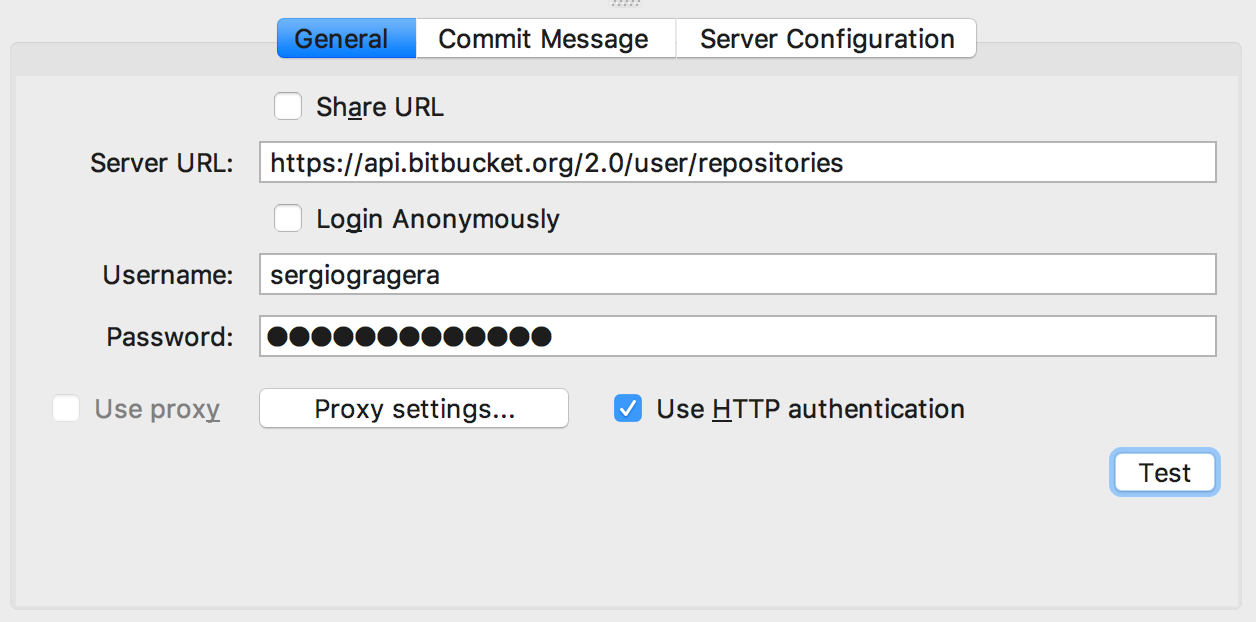 General Commit Message Server Configuration
Share URL
Server URL: https://api.bitbucket.org/2.0/user/repositories
Login Anonymously
Username: sergiogragera
Password: ●●●●●●●●●●●●●
Use proxy Proxy settings... Use HTTP authentication
Test